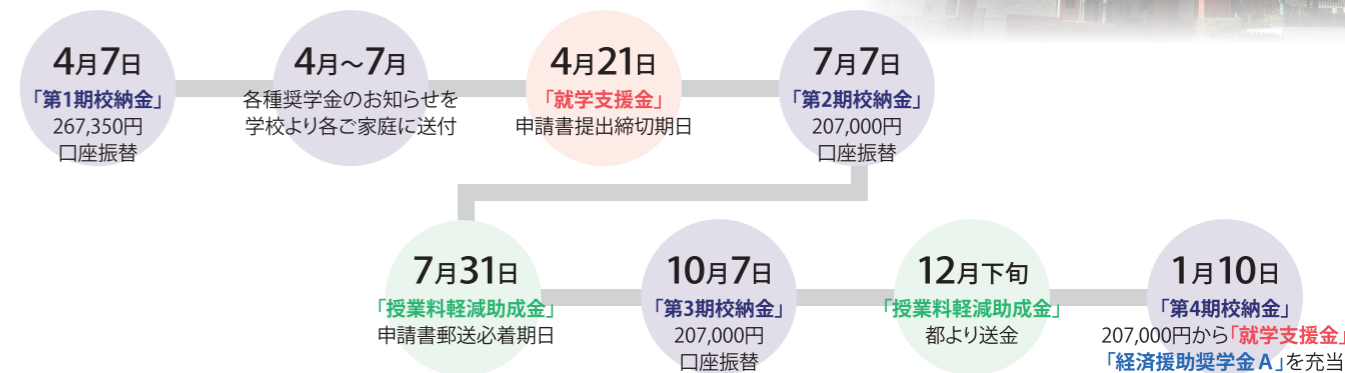 4月7日
「第1期校納金」
267,350円
口座振替
4月～7月
各種奨学金のお知らせを
学校より各ご家庭に送付
4月21日
「就学支援金」
申請書提出締切期日
7月7日
「第2期校納金」
207,000円
口座振替
7月31日
「授業料軽減助成金」
申請書郵送必着期日
10月7日
「第3期校納金」
207,000円
口座振替
12月下旬
「授業料軽減助成金」
都より送金
1月10日
「第4期校納金」
207,000円から「就学支援金」
「経済援助奨学金A」を充当